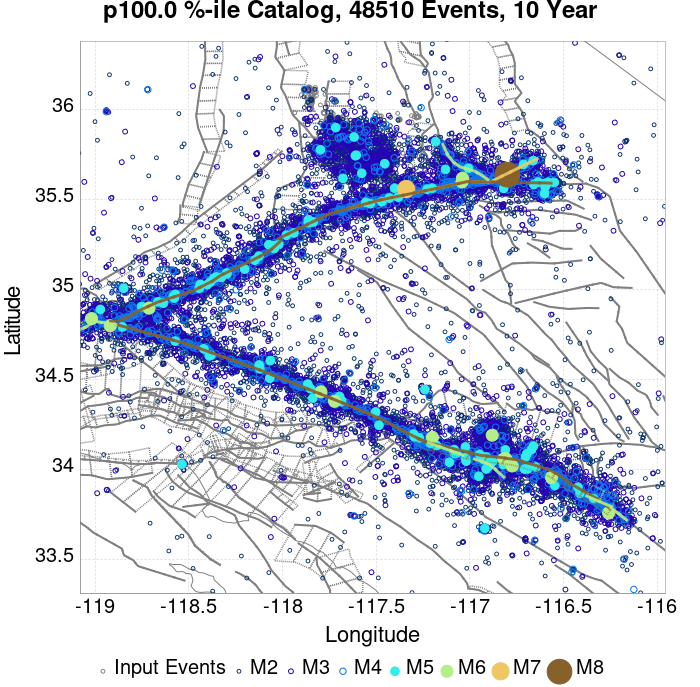 p100.0 %-ile Catalog, 48510 Events, 10 Year
36
35.5
35
34.5
34
33.5
Latitude
-119 -118.5 -118 -117.5 -117 -116.5 -116
Longitude
Input Events M2 M3 M4 M5 M6 M7 M8